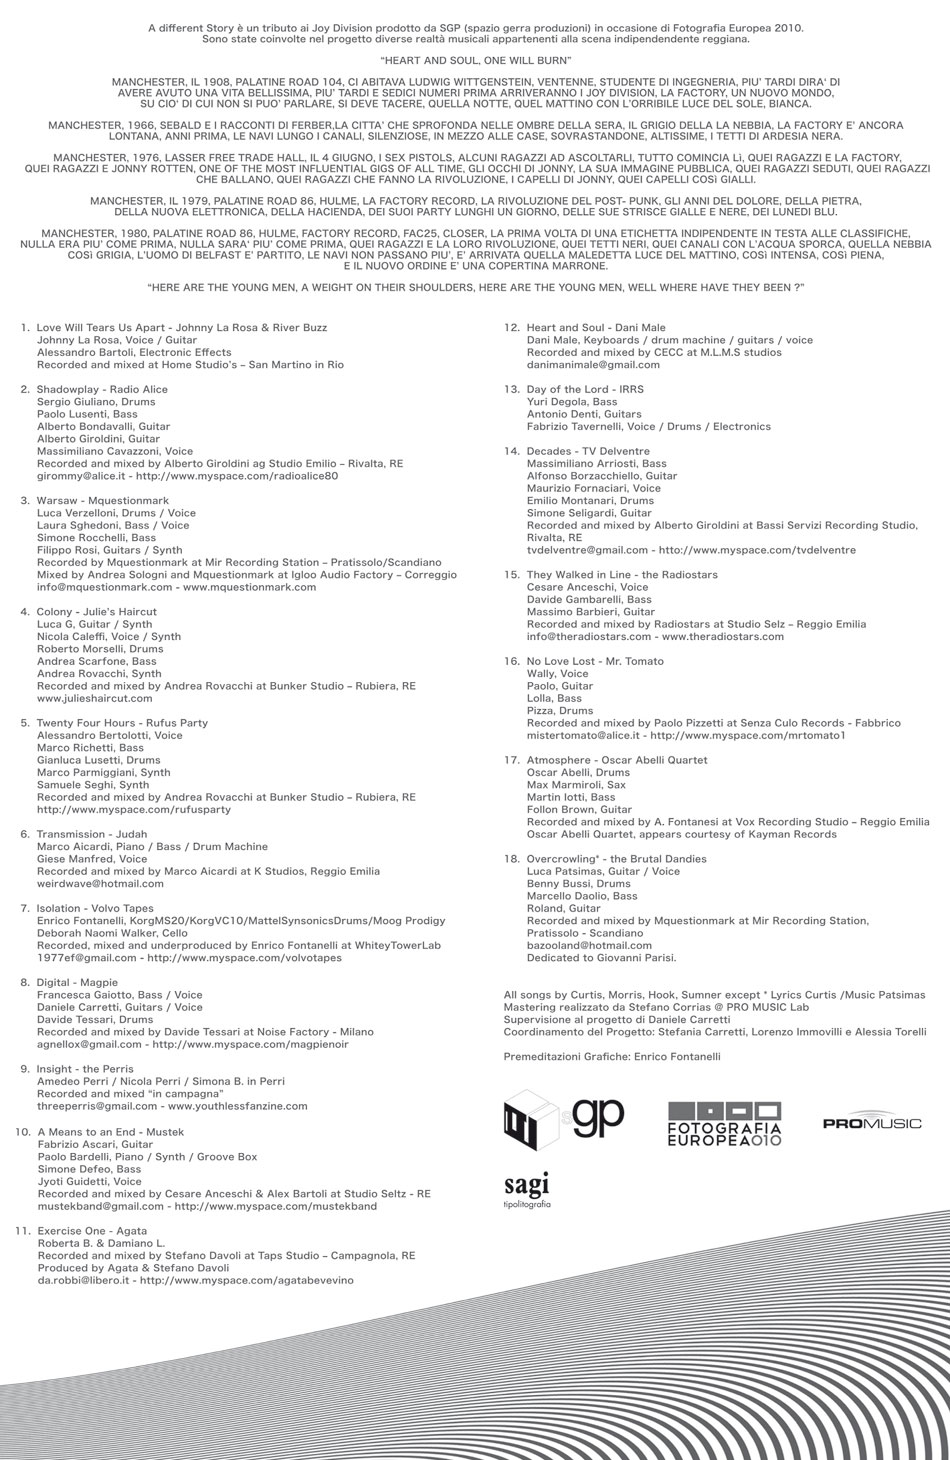 A different Story è un tributo ai Joy Division prodotto da SGP (spazio gerra produzioni) in occasione di Fotografia Europea 2010.
Sono state coinvolte nel progetto diverse realtà musicali appartenenti alla scena indipendendente reggiana.
“HEART AND SOUL, ONE WILL BURN”
MANCHESTER, IL 1908, PALATINE ROAD 104, CI ABITAVA LUDWIG WITTGENSTEIN, VENTENNE, STUDENTE DI INGEGNERIA, PIU’ TARDI DIRA‘ DI
AVERE AVUTO UNA VITA BELLISSIMA, PIU’ TARDI E SEDICI NUMERI PRIMA ARRIVERANNO I JOY DIVISION, LA FACTORY, UN NUOVO MONDO,
SU CIO‘ DI CUI NON SI PUO’ PARLARE, SI DEVE TACERE, QUELLA NOTTE, QUEL MATTINO CON L’ORRIBILE LUCE DEL SOLE, BIANCA.
MANCHESTER, 1966, SEBALD E I RACCONTI DI FERBER,LA CITTA’ CHE SPROFONDA NELLE OMBRE DELLA SERA, IL GRIGIO DELLA LA NEBBIA, LA FACTORY E’ ANCORA
LONTANA, ANNI PRIMA, LE NAVI LUNGO I CANALI, SILENZIOSE, IN MEZZO ALLE CASE, SOVRASTANDONE, ALTISSIME, I TETTI DI ARDESIA NERA.
MANCHESTER, 1976, LASSER FREE TRADE HALL, IL 4 GIUGNO, I SEX PISTOLS, ALCUNI RAGAZZI AD ASCOLTARLI, TUTTO COMINCIA Lì, QUEI RAGAZZI E LA FACTORY,
QUEI RAGAZZI E JONNY ROTTEN, ONE OF THE MOST INFLUENTIAL GIGS OF ALL TIME, GLI OCCHI DI JONNY, LA SUA IMMAGINE PUBBLICA, QUEI RAGAZZI SEDUTI, QUEI RAGAZZI
CHE BALLANO, QUEI RAGAZZI CHE FANNO LA RIVOLUZIONE, I CAPELLI DI JONNY, QUEI CAPELLI COSì GIALLI.
MANCHESTER, IL 1979, PALATINE ROAD 86, HULME, LA FACTORY RECORD, LA RIVOLUZIONE DEL POST- PUNK, GLI ANNI DEL DOLORE, DELLA PIETRA,
DELLA NUOVA ELETTRONICA, DELLA HACIENDA, DEI SUOI PARTY LUNGHI UN GIORNO, DELLE SUE STRISCE GIALLE E NERE, DEI LUNEDI BLU.
MANCHESTER, 1980, PALATINE ROAD 86, HULME, FACTORY RECORD, FAC25, CLOSER, LA PRIMA VOLTA DI UNA ETICHETTA INDIPENDENTE IN TESTA ALLE CLASSIFICHE,
NULLA ERA PIU’ COME PRIMA, NULLA SARA‘ PIU’ COME PRIMA, QUEI RAGAZZI E LA LORO RIVOLUZIONE, QUEI TETTI NERI, QUEI CANALI CON L’ACQUA SPORCA, QUELLA NEBBIA
COSì GRIGIA, L’UOMO DI BELFAST E’ PARTITO, LE NAVI NON PASSANO PIU’, E’ ARRIVATA QUELLA MALEDETTA LUCE DEL MATTINO, COSì INTENSA, COSì PIENA,
E IL NUOVO ORDINE E’ UNA COPERTINA MARRONE.
“HERE ARE THE YOUNG MEN, A WEIGHT ON THEIR SHOULDERS, HERE ARE THE YOUNG MEN, WELL WHERE HAVE THEY BEEN ?”
1. Love Will Tears Us Apart - Johnny La Rosa & River Buzz
Johnny La Rosa, Voice / Guitar
Alessandro Bartoli, Electronic Effects
Recorded and mixed at Home Studio’s – San Martino in Rio
2. Shadowplay - Radio Alice
Sergio Giuliano, Drums
Paolo Lusenti, Bass
Alberto Bondavalli, Guitar
Alberto Giroldini, Guitar
Massimiliano Cavazzoni, Voice
Recorded and mixed by Alberto Giroldini ag Studio Emilio – Rivalta, RE
girommy@alice.it - http://www.myspace.com/radioalice80
3. Warsaw - Mquestionmark
Luca Verzelloni, Drums / Voice
Laura Sghedoni, Bass / Voice
Simone Rocchelli, Bass
Filippo Rosi, Guitars / Synth
Recorded by Mquestionmark at Mir Recording Station – Pratissolo/Scandiano
Mixed by Andrea Sologni and Mquestionmark at Igloo Audio Factory – Correggio
info@mquestionmark.com - www.mquestionmark.com
4. Colony - Julie’s Haircut
Luca G, Guitar / Synth
Nicola Caleffi, Voice / Synth
Roberto Morselli, Drums
Andrea Scarfone, Bass
Andrea Rovacchi, Synth
Recorded and mixed by Andrea Rovacchi at Bunker Studio – Rubiera, RE
www.julieshaircut.com
5. Twenty Four Hours - Rufus Party
Alessandro Bertolotti, Voice
Marco Richetti, Bass
Gianluca Lusetti, Drums
Marco Parmiggiani, Synth
Samuele Seghi, Synth
Recorded and mixed by Andrea Rovacchi at Bunker Studio – Rubiera, RE
http://www.myspace.com/rufusparty
6. Transmission - Judah
Marco Aicardi, Piano / Bass / Drum Machine
Giese Manfred, Voice
Recorded and mixed by Marco Aicardi at K Studios, Reggio Emilia
weirdwave@hotmail.com
7. Isolation - Volvo Tapes
Enrico Fontanelli, KorgMS20/KorgVC10/MattelSynsonicsDrums/Moog Prodigy
Deborah Naomi Walker, Cello
Recorded, mixed and underproduced by Enrico Fontanelli at WhiteyTowerLab
1977ef@gmail.com - http://www.myspace.com/volvotapes
8. Digital - Magpie
Francesca Gaiotto, Bass / Voice
Daniele Carretti, Guitars / Voice
Davide Tessari, Drums
Recorded and mixed by Davide Tessari at Noise Factory - Milano
agnellox@gmail.com - http://www.myspace.com/magpienoir
9. Insight - the Perris
Amedeo Perri / Nicola Perri / Simona B. in Perri
Recorded and mixed “in campagna”
threeperris@gmail.com - www.youthlessfanzine.com
10. A Means to an End - Mustek
Fabrizio Ascari, Guitar
Paolo Bardelli, Piano / Synth / Groove Box
Simone Defeo, Bass
Jyoti Guidetti, Voice
Recorded and mixed by Cesare Anceschi & Alex Bartoli at Studio Seltz - RE
mustekband@gmail.com - http://www.myspace.com/mustekband
11. Exercise One - Agata
Roberta B. & Damiano L.
Recorded and mixed by Stefano Davoli at Taps Studio – Campagnola, RE
Produced by Agata & Stefano Davoli
da.robbi@libero.it - http://www.myspace.com/agatabevevino
12. Heart and Soul - Dani Male
Dani Male, Keyboards / drum machine / guitars / voice
Recorded and mixed by CECC at M.L.M.S studios
danimanimale@gmail.com
13. Day of the Lord - IRRS
Yuri Degola, Bass
Antonio Denti, Guitars
Fabrizio Tavernelli, Voice / Drums / Electronics
14. Decades - TV Delventre
Massimiliano Arriosti, Bass
Alfonso Borzacchiello, Guitar
Maurizio Fornaciari, Voice
Emilio Montanari, Drums
Simone Seligardi, Guitar
Recorded and mixed by Alberto Giroldini at Bassi Servizi Recording Studio,
Rivalta, RE
tvdelventre@gmail.com - htto://www.myspace.com/tvdelventre
15. They Walked in Line - the Radiostars
Cesare Anceschi, Voice
Davide Gambarelli, Bass
Massimo Barbieri, Guitar
Recorded by Radiostars at Studio Selz – Reggio Emilia
info@theradiostars.com - www.theradiostars.com
16. No Love Lost - Mr. Tomato
Wally, Voice
Paolo, Guitar
Lolla, Bass
Pizza, Drums
Recorded and mixed by Paolo Pizzetti at Senza Culo Records - Fabbrico
mistertomato@alice.it - http://www.myspace.com/mrtomato1
17. Atmosphere - Oscar Abelli Quartet
Oscar Abelli, Drums
Max Marmiroli, Sax
Martin Iotti, Bass
Follon Brown, Guitar
Recorded and mixed by A. Fontanesi at Vox Recording Studio – Reggio Emilia
Oscar Abelli Quartet, appears courtesy of Kayman Records
18. Overcrowling* - the Brutal Dandies
Luca Patsimas, Guitar / Voice
Benny Bussi, Drums
Marcello Daolio, Bass
Roland, Guitar
Recorded and mixed by Mquestionmark at Mir Recording Station,
Pratissolo - Scandiano
bazooland@hotmail.com
Dedicated to Giovanni Parisi.
All songs by Curtis, Morris, Hook, Sumner except * Lyrics Curtis /Music Patsimas
Mastering realizzato da Stefano Corrias @ PRO MUSIC Lab
Supervisione al progetto di Daniele Carretti
Coordinamento del Progetto: Stefania Carretti, Lorenzo Immovilli e Alessia Torelli
Premeditazioni Grafiche: Enrico Fontanelli
sgp
FOTOGRAFIA
EUROPEA010
PROMUSIC
sagi
tipolitografia